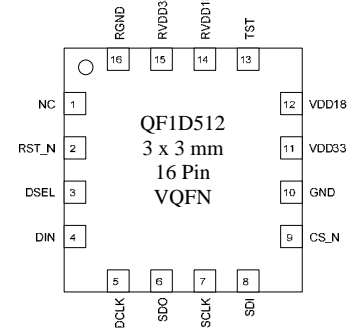 RGND
RVDD3
RVDD1
TST
16
15
14
13
NC
1
RST_N
2
DSEL
3
DIN
4
QF1D512
3 x 3 mm
16 Pin
VQFN
12
VDD18
11
VDD33
10
GND
9
CS_N
5
6
7
8
DCLK
SDO
SCLK
SDI